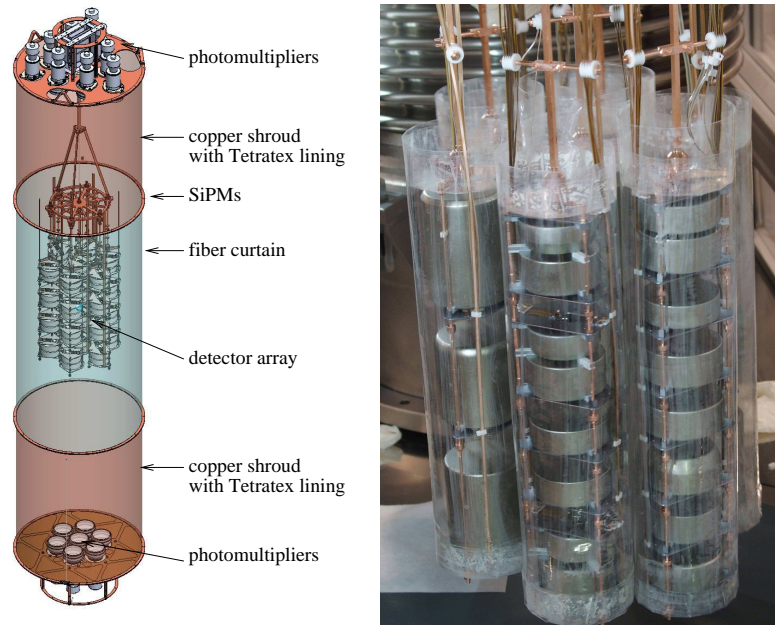 photomultipliers
copper shroud
with Tetratex lining
SiPMs
fiber curtain
detector array
copper shroud
with Tetratex lining
photomultipliers